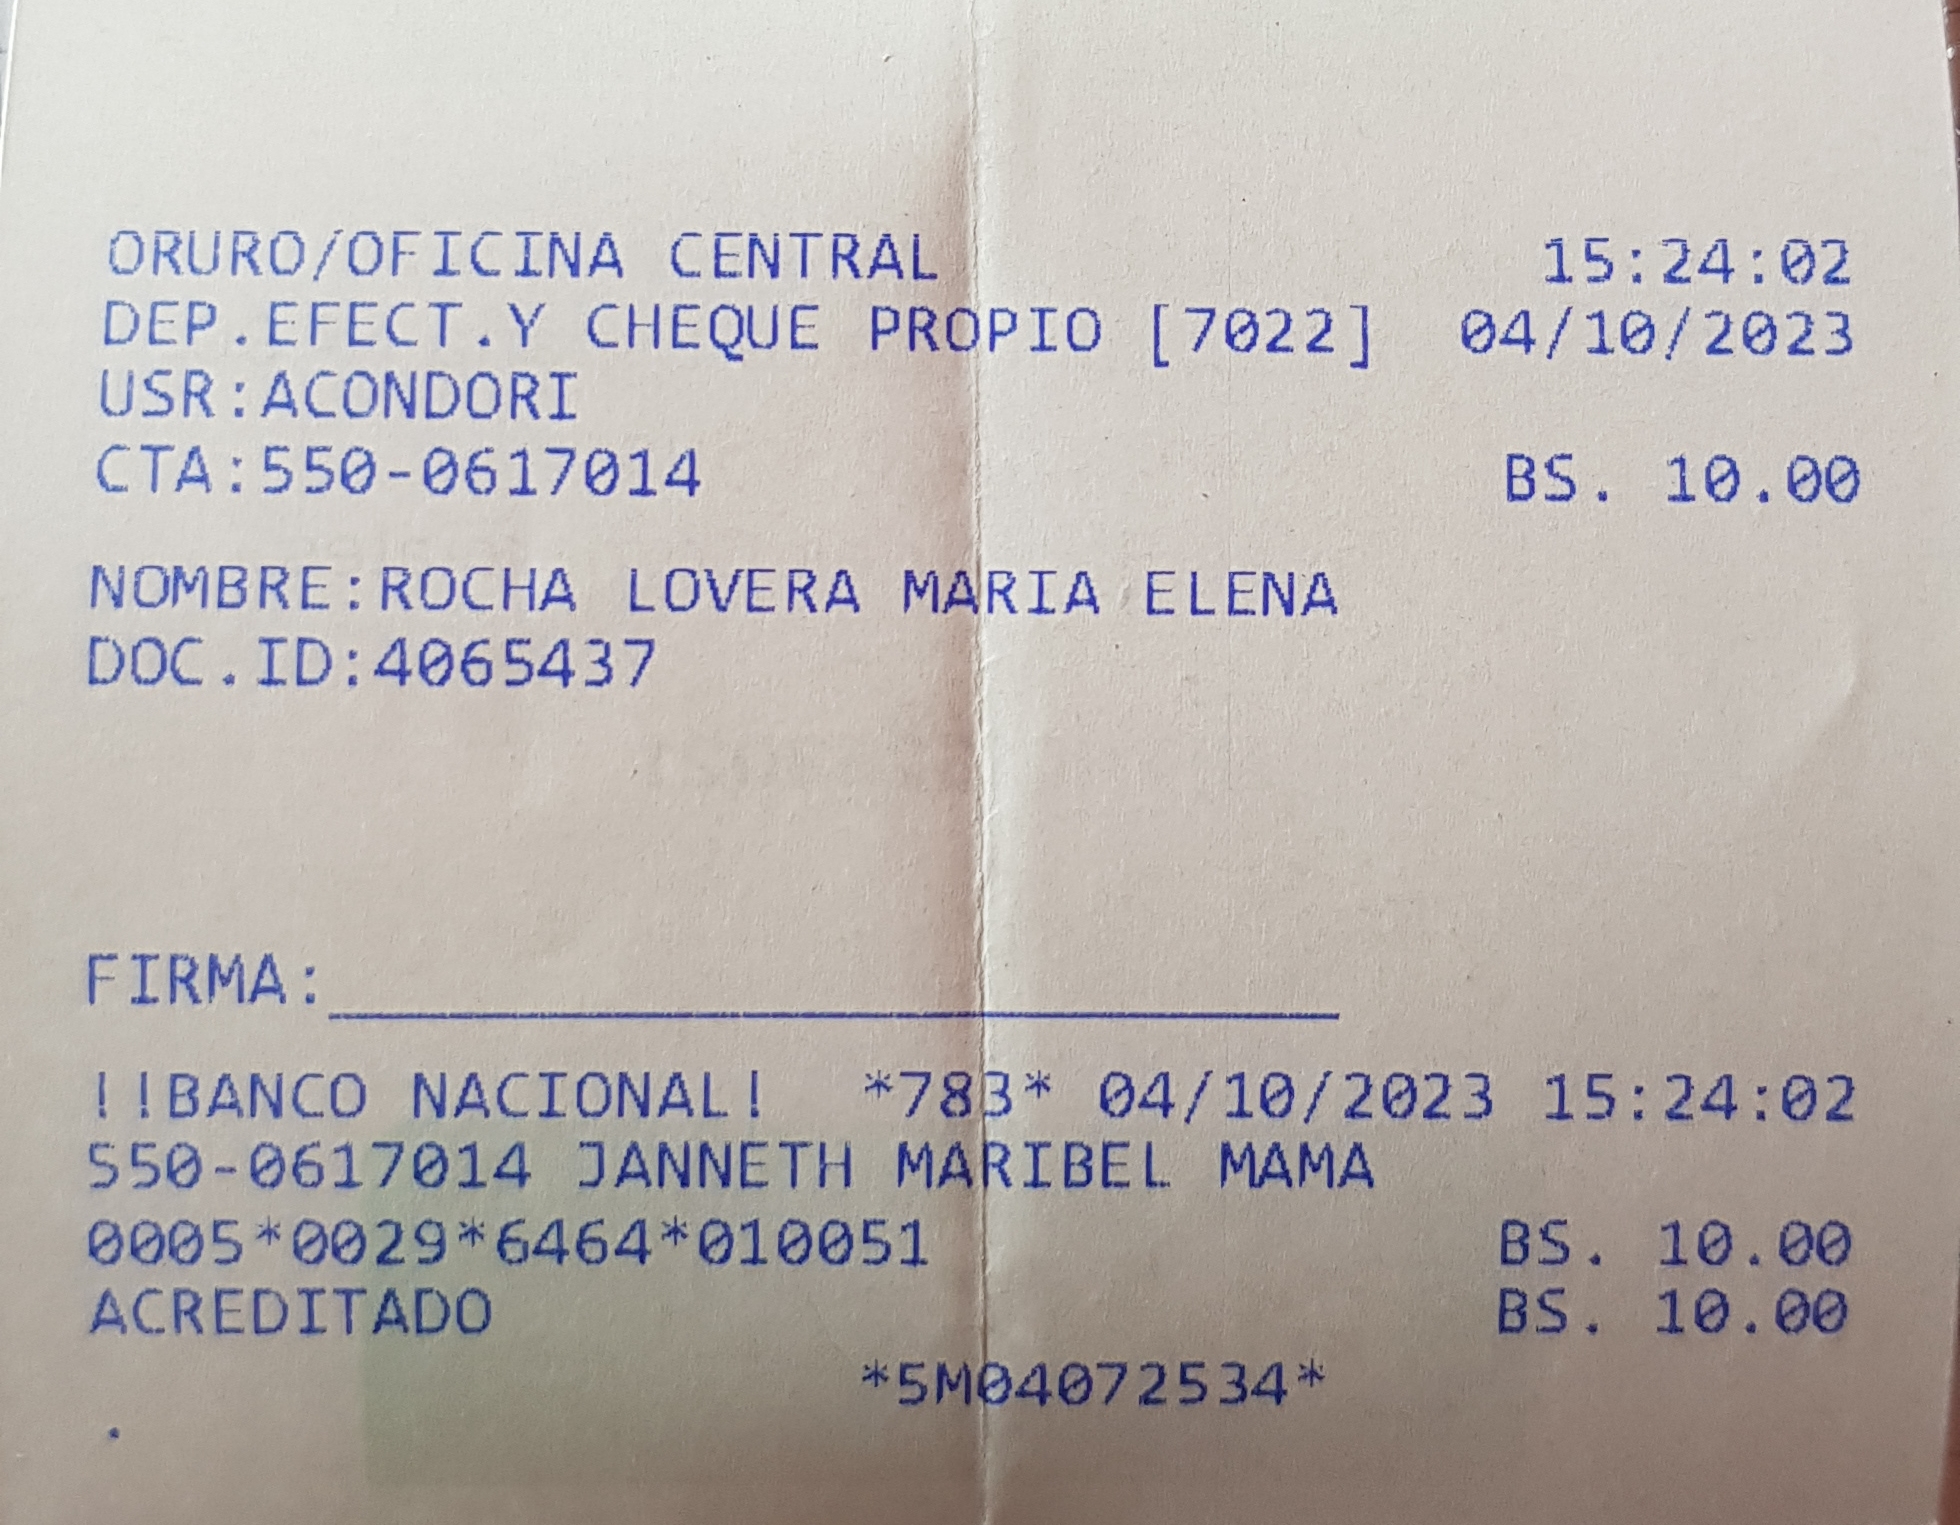 ORURO/OFICINA CENTRAL 15:24:02
DEP.EFECT.Y CHEQUE PROPIO [7022] 04/10/2023
USR:ACONDORI
CTA:550-0617014 BS. 10.00
NOMBRE:ROCHA LOVERA MARIA ELENA
DOC.ID:4065437
FIRMA:
!!BANCO NACIONAL! *783* 04/10/2023 15:24:02
550-0617014 JANNETH MARIBEL MAMA
0005*0029*6464*010051 BS. 10.00
ACREDITADO BS. 10.00
*5M04072534*
.